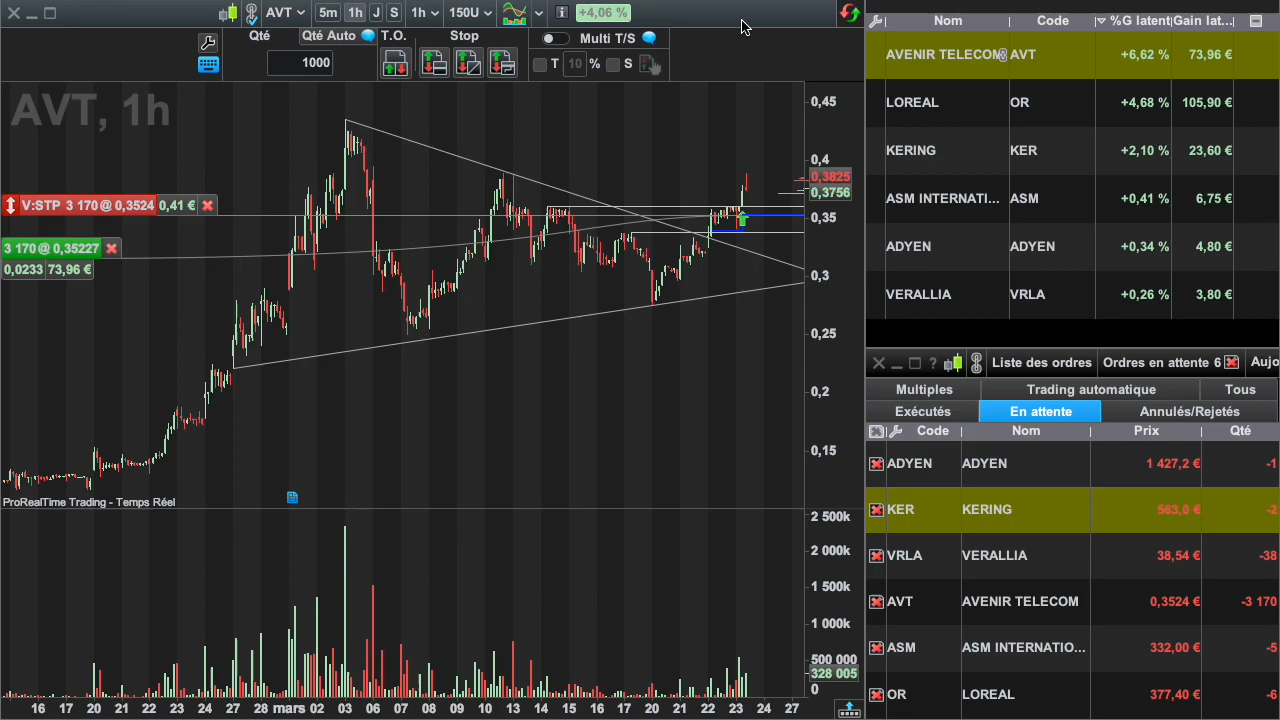 AVT 5m 1h J S 1h 150U +4,06 %
Qté Qté Auto T.O. Stop Multi T/S
1000 T 10 % S
AVT, 1h
0,45
0,4
0,3825
0,3756
0,35
0,3
0,25
0,2
0,15
V:STP 3 170@ 0,3524 0,41 €
3 170@ 0,35227
0,0233 73,96 €
ProRealTime Trading - Temps Réel
2 500k
2 000k
1 500k
1 000k
500 000
328 005
0
16 17 20 21 22 23 24 27 28 mars 02 03 06 07 08 09 10 13 14 15 16 17 20 21 22 23 24 27
Nom Code %G latent Gain lat...
AVENIR TELECOM AVT +6,62 % 73,96 €
LOREAL OR +4,68 % 105,90 €
KERING KER +2,10 % 23,60 €
ASM INTERNATI... ASM +0,41 % 6,75 €
ADYEN ADYEN +0,34 % 4,80 €
VERALLIA VRLA +0,26 % 3,80 €
? Liste des ordres Ordres en attente 6 Aujo
Multiples Trading automatique Tous
Exécutés En attente Annulés/Rejetés
Code Nom Prix Qté
ADYEN ADYEN 1 427,2 € -1
KER KERING 563,0 € -2
VRLA VERALLIA 38,54 € -38
AVT AVENIR TELECOM 0,3524 € -3 170
ASM ASM INTERNATIO... 332,00 € -5
OR LOREAL 377,40 € -6